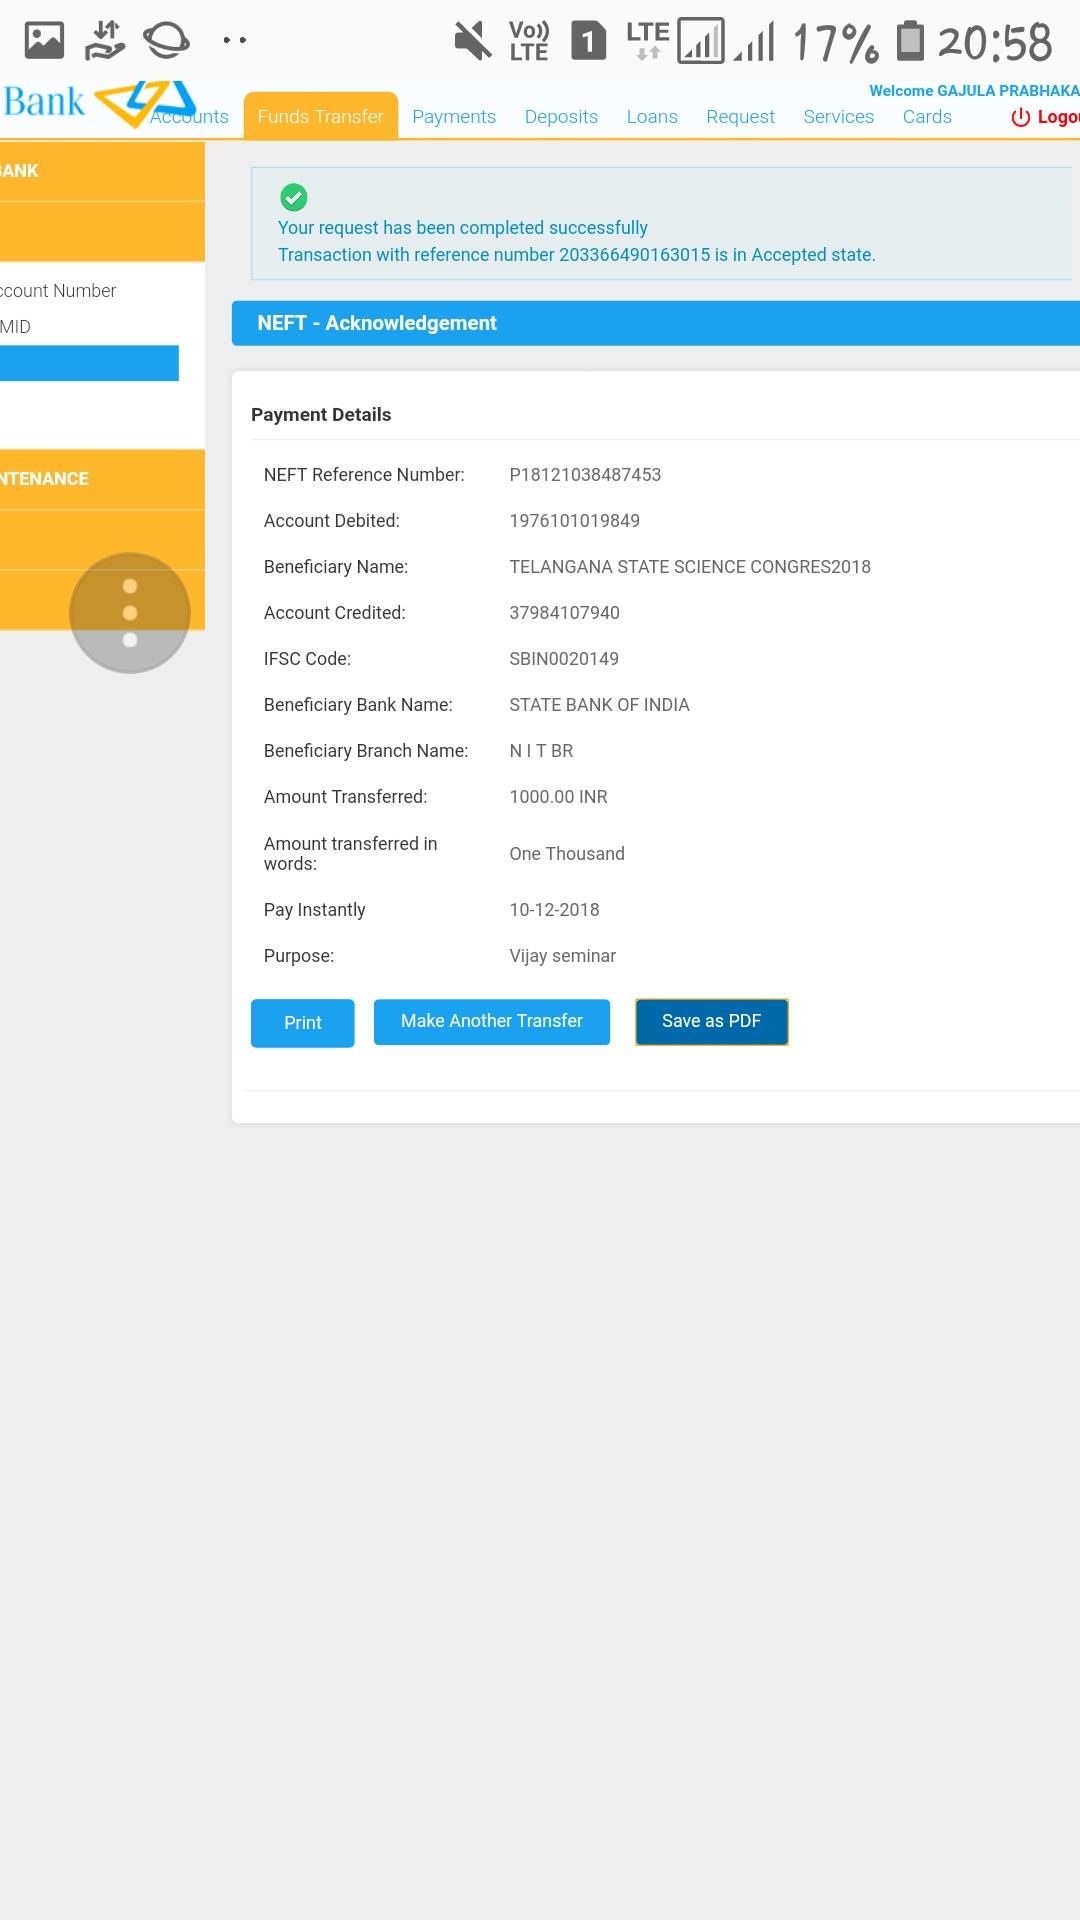 Vo)) LTE 1 LTE 17% 20:58
Bank
Welcome GAJULA PRABHAKA
Accounts Funds Transfer Payments Deposits Loans Request Services Cards Logou
BANK
Your request has been completed successfully
Transaction with reference number 203366490163015 is in Accepted state.
ccount Number
MID
NTENANCE
NEFT - Acknowledgement
Payment Details
NEFT Reference Number: P18121038487453
Account Debited: 1976101019849
Beneficiary Name: TELANGANA STATE SCIENCE CONGRES2018
Account Credited: 37984107940
IFSC Code: SBIN0020149
Beneficiary Bank Name: STATE BANK OF INDIA
Beneficiary Branch Name: N I T BR
Amount Transferred: 1000.00 INR
Amount transferred in
words: One Thousand
Pay Instantly 10-12-2018
Purpose: Vijay seminar
Print Make Another Transfer Save as PDF